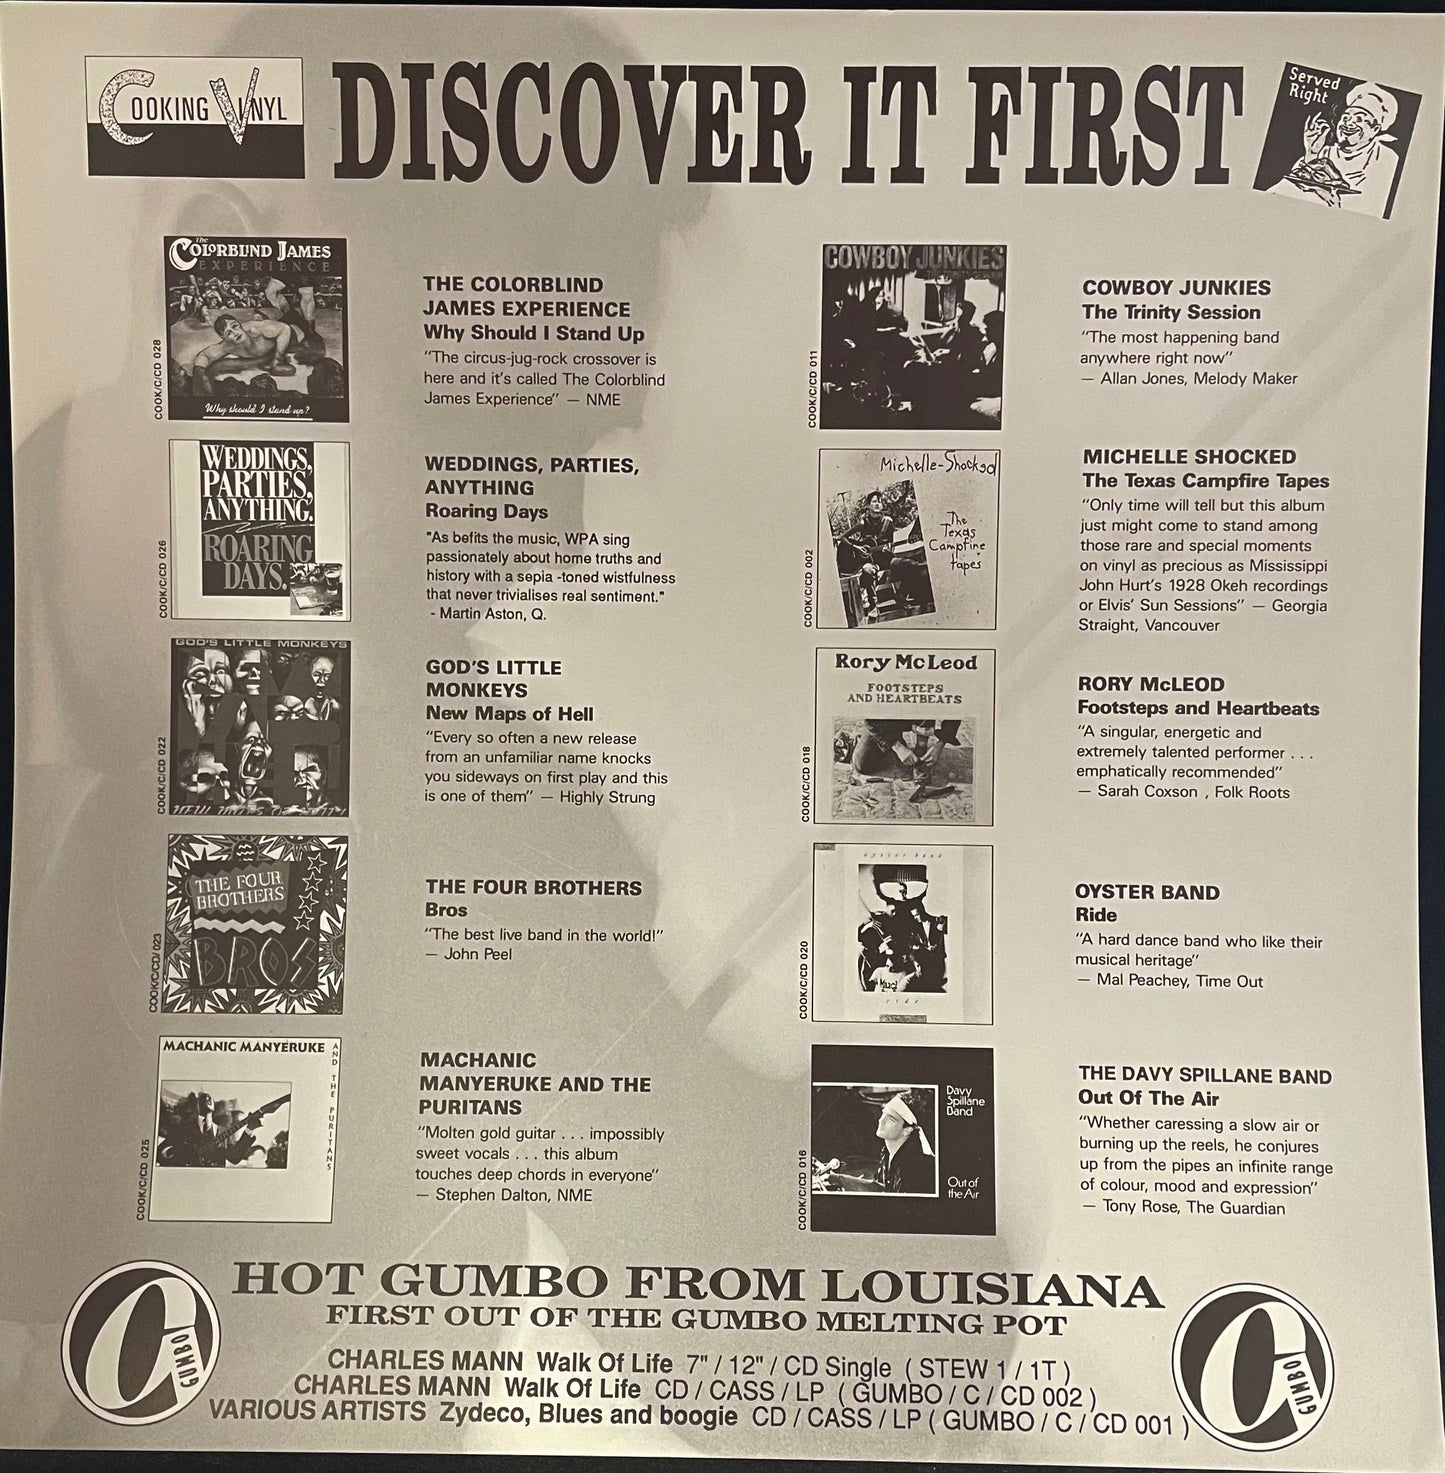 COOKING VINYL
DISCOVER IT FIRST
Served
Right
The
COLORBLIND JAMES
EXPERIENCE
Why should I stand up?
COOK/C/CD 028
THE COLORBLIND
JAMES EXPERIENCE
Why Should I Stand Up
“The circus-jug-rock crossover is
here and it’s called The Colorblind
James Experience” — NME
WEDDINGS,
PARTIES,
ANYTHING.
ROARING
DAYS.
COOK/C/CD 026
WEDDINGS, PARTIES,
ANYTHING
Roaring Days
"As befits the music, WPA sing
passionately about home truths and
history with a sepia -toned wistfulness
that never trivialises real sentiment."
- Martin Aston, Q.
GOD'S LITTLE MONKEYS
NEW MAPS OF HELL
COOK/C/CD 022
GOD’S LITTLE
MONKEYS
New Maps of Hell
“Every so often a new release
from an unfamiliar name knocks
you sideways on first play and this
is one of them” — Highly Strung
THE FOUR
BROTHERS
BROS
COOK/C/CD/023
THE FOUR BROTHERS
Bros
“The best live band in the world!”
— John Peel
MACHANIC MANYERUKE
AND THE PURITANS
COOK/C/CD 025
MACHANIC
MANYERUKE AND THE
PURITANS
“Molten gold guitar . . . impossibly
sweet vocals . . . this album
touches deep chords in everyone”
— Stephen Dalton, NME
COWBOY JUNKIES
THE TRINITY SESSION
COOK/C/CD 011
COWBOY JUNKIES
The Trinity Session
“The most happening band
anywhere right now”
— Allan Jones, Melody Maker
Michelle-Shocked
The
Texas
Campfire
tapes
COOK/C/CD 002
MICHELLE SHOCKED
The Texas Campfire Tapes
“Only time will tell but this album
just might come to stand among
those rare and special moments
on vinyl as precious as Mississippi
John Hurt’s 1928 Okeh recordings
or Elvis’ Sun Sessions” — Georgia
Straight, Vancouver
Rory McLeod
FOOTSTEPS
AND HEARTBEATS
COOK/C/CD 018
RORY McLEOD
Footsteps and Heartbeats
“A singular, energetic and
extremely talented performer . . .
emphatically recommended”
— Sarah Coxson , Folk Roots
oyster band
ride
COOK/C/CD 020
OYSTER BAND
Ride
“A hard dance band who like their
musical heritage”
— Mal Peachey, Time Out
Davy
Spillane
Band
Out of
the Air
COOK/C/CD 016
THE DAVY SPILLANE BAND
Out Of The Air
“Whether caressing a slow air or
burning up the reels, he conjures
up from the pipes an infinite range
of colour, mood and expression”
— Tony Rose, The Guardian
GUMBO
HOT GUMBO FROM LOUISIANA
FIRST OUT OF THE GUMBO MELTING POT
CHARLES MANN Walk Of Life 7" / 12" / CD Single ( STEW 1 / 1T )
CHARLES MANN Walk Of Life CD / CASS / LP ( GUMBO / C / CD 002 )
VARIOUS ARTISTS Zydeco, Blues and boogie CD / CASS / LP ( GUMBO / C / CD 001 )
GUMBO